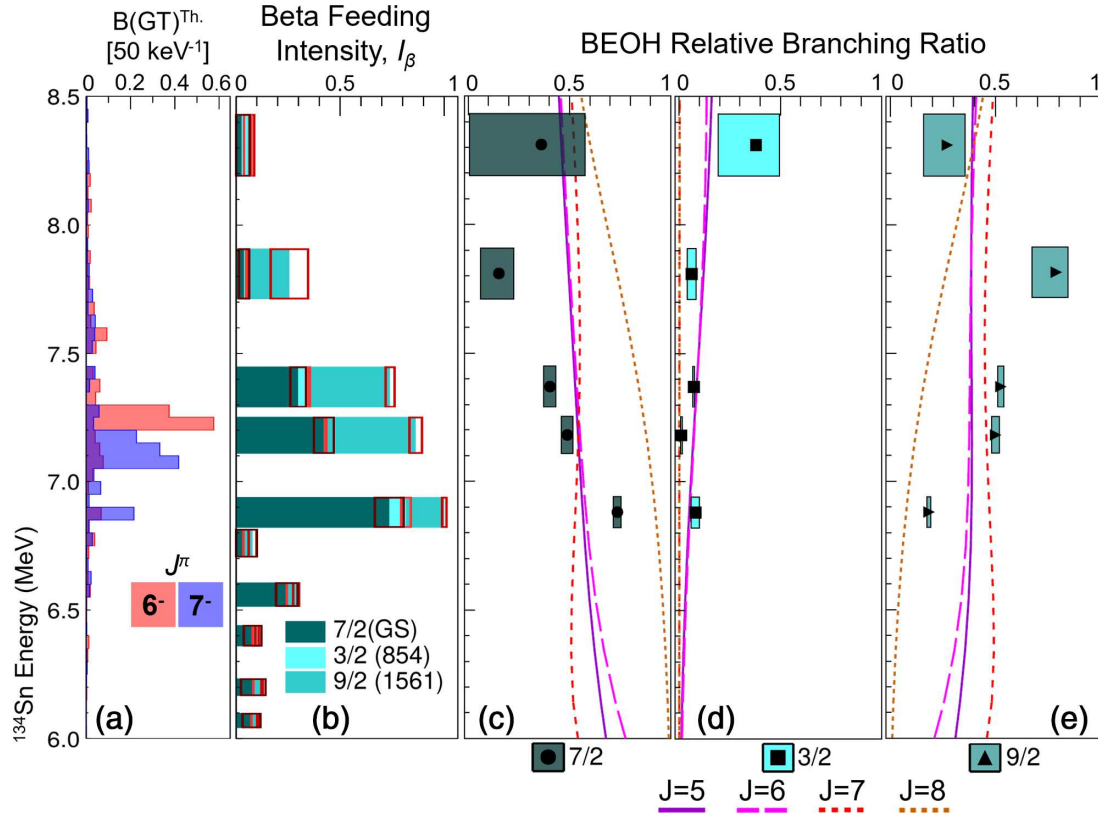 B(GT)Th.
[50 keV-1]
Beta Feeding
Intensity, Iβ
BEOH Relative Branching Ratio
0 0.2 0.4 0.6 0 0.5 1 0 0.5 1 0 0.5 1 0 0.5 1
8.5
8.0
7.5
7.0
6.5
6.0
134Sn Energy (MeV)
Jπ
6- 7-
7/2(GS)
3/2 (854)
9/2 (1561)
(a) (b) (c) (d) (e)
7/2 3/2 9/2
J=5 J=6 J=7 J=8